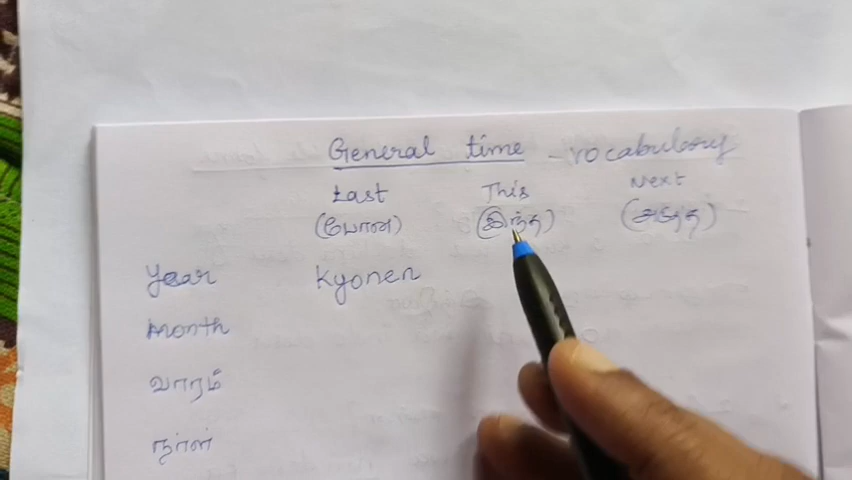 General time - vocabulary
Last This Next
(போன) (இந்த) (அடுத்த)
Year Kyonen
Month
வாரம்
நாள்